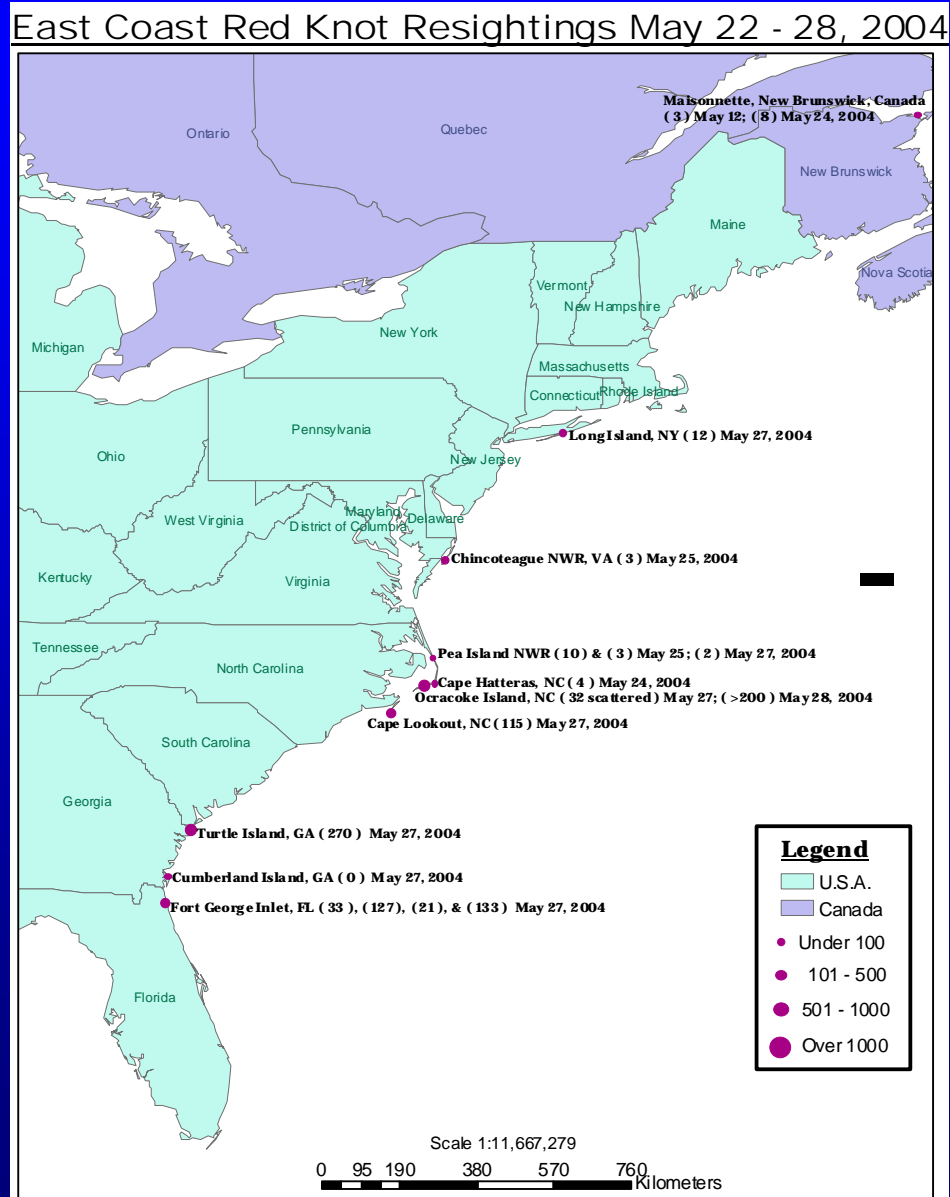 East Coast Red Knot Resightings May 22 - 28, 2004
Maisonnette, New Brunswick, Canada
( 3 ) May 12; ( 8 ) May 24, 2004
Ontario
Quebec
New Brunswick
Maine
Nova Scotia
Vermont
New Hampshire
New York
Michigan
Massachusetts
Connecticut
Rhode Island
Pennsylvania
Long Island, NY ( 12 ) May 27, 2004
Ohio
New Jersey
Maryland
Delaware
West Virginia
District of Columbia
Chincoteague NWR, VA ( 3 ) May 25, 2004
Kentucky
Virginia
Tennessee
Pea Island NWR ( 10 ) & ( 3 ) May 25; ( 2 ) May 27, 2004
North Carolina
Cape Hatteras, NC ( 4 ) May 24, 2004
Ocracoke Island, NC ( 32 scattered ) May 27; ( >200 ) May 28, 2004
Cape Lookout, NC ( 115 ) May 27, 2004
South Carolina
Georgia
Turtle Island, GA ( 270 ) May 27, 2004
Cumberland Island, GA ( 0 ) May 27, 2004
Fort George Inlet, FL ( 33 ), (127), (21), & (133) May 27, 2004
Florida
Legend
U.S.A.
Canada
Under 100
101 - 500
501 - 1000
Over 1000
Scale 1:11,667,279
0 95 190 380 570 760
Kilometers